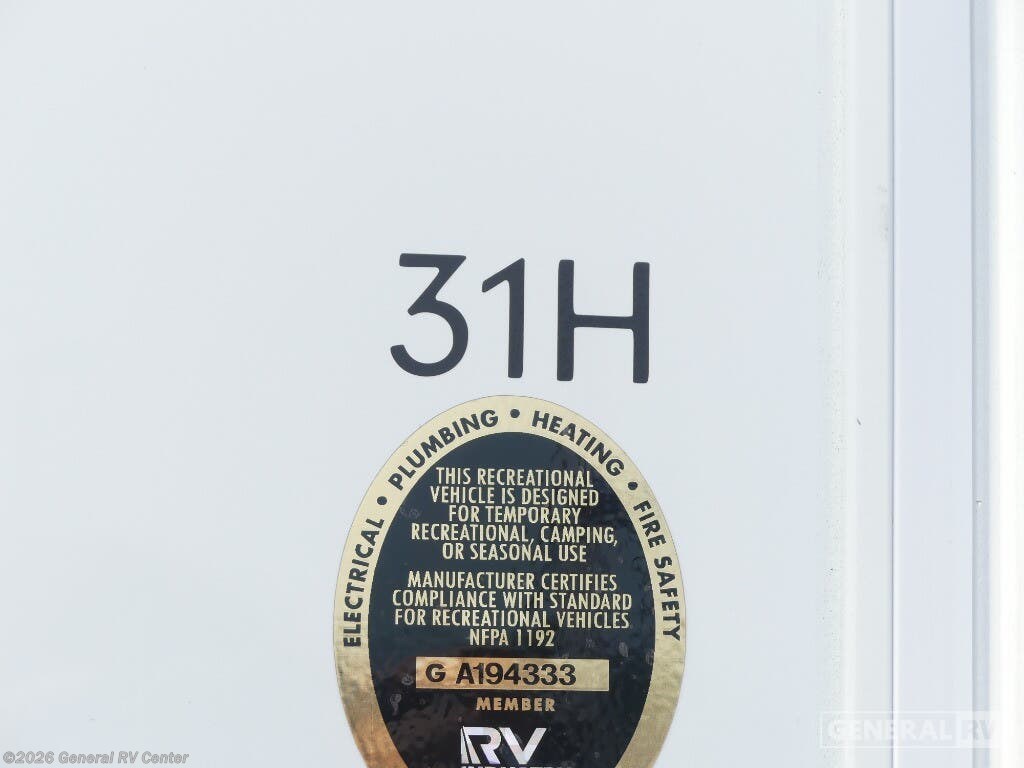 31H
ELECTRICAL • PLUMBING • HEATING • FIRE SAFETY
THIS RECREATIONAL
VEHICLE IS DESIGNED
FOR TEMPORARY
RECREATIONAL, CAMPING,
OR SEASONAL USE
MANUFACTURER CERTIFIES
COMPLIANCE WITH STANDARD
FOR RECREATIONAL VEHICLES
NFPA 1192
G A194333
MEMBER
RV
GENERAL RV
©2026 General RV Center